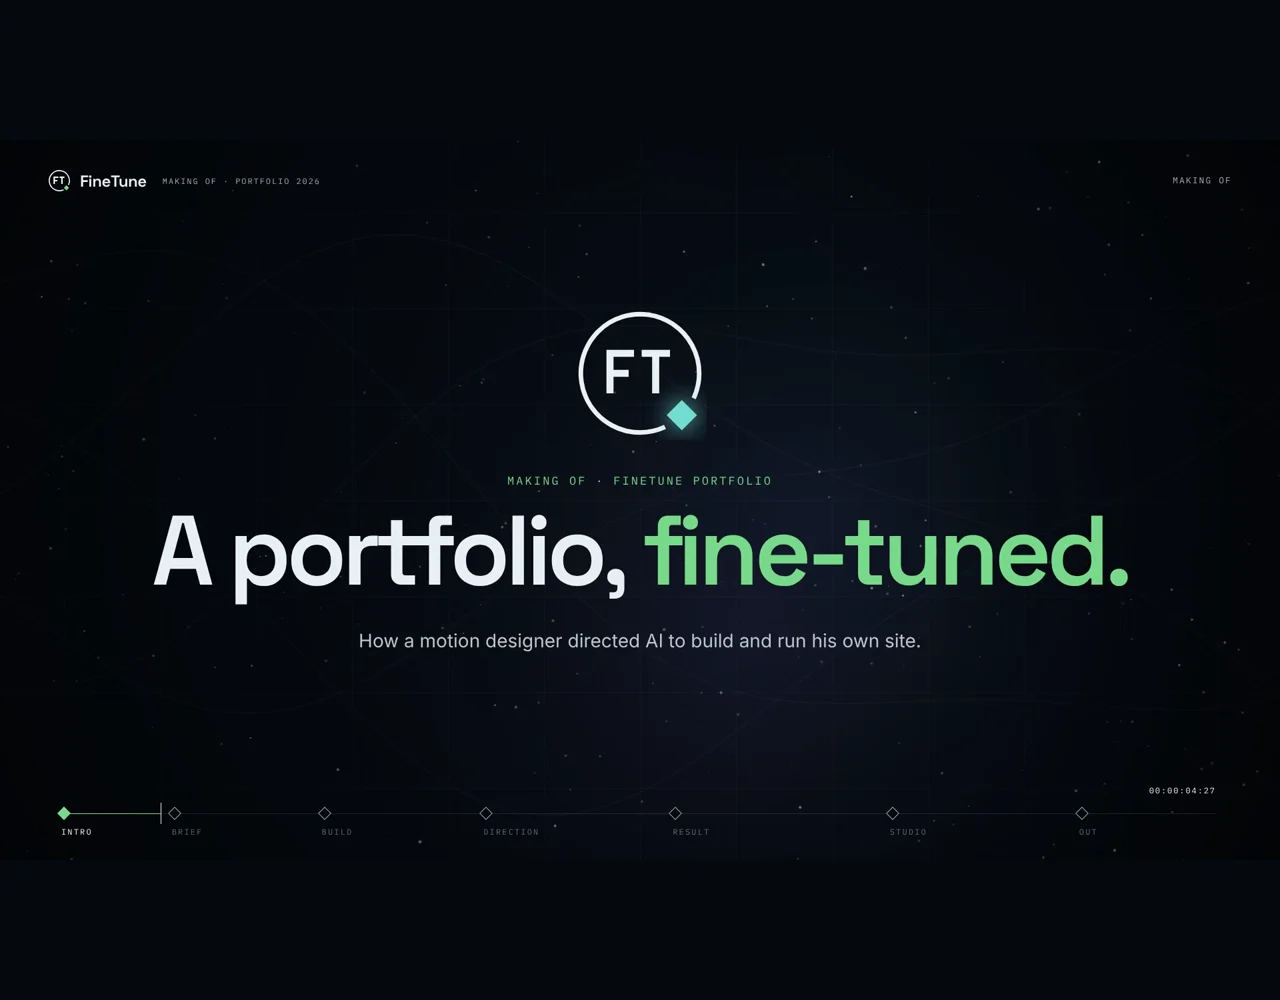 FT FineTune MAKING OF · PORTFOLIO 2026
MAKING OF
FT
MAKING OF · FINETUNE PORTFOLIO
A portfolio, fine-tuned.
How a motion designer directed AI to build and run his own site.
00:00:04:27
INTRO BRIEF BUILD DIRECTION RESULT STUDIO OUT